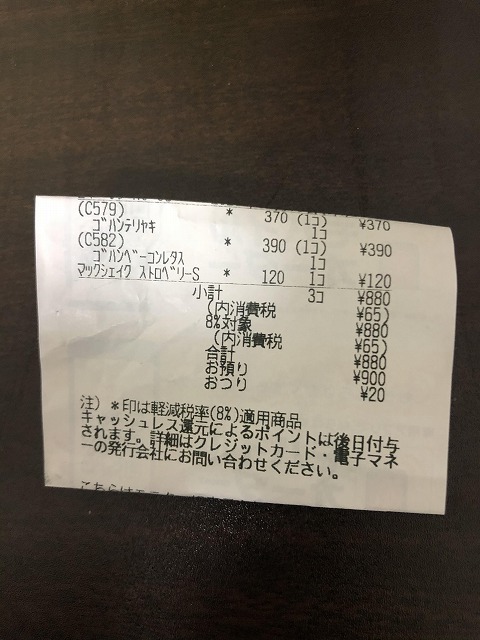 (C579) * 370 (1コ) ¥370
ゴハンテリヤキ 1コ
(C582) * 390 (1コ) ¥390
ゴハンベーコンレタス 1コ
マックシェイク ストロベリーS * 120 1コ ¥120
小計 3コ ¥880
(内消費税 ¥65)
8%対象 ¥880
(内消費税 ¥65)
合計 ¥880
お預り ¥900
おつり ¥20
注) *印は軽減税率(8%)適用商品
キャッシュレス還元によるポイントは後日付与
されます。詳細はクレジットカード・電子マネ
ーの発行会社にお問い合わせください。
こちらは